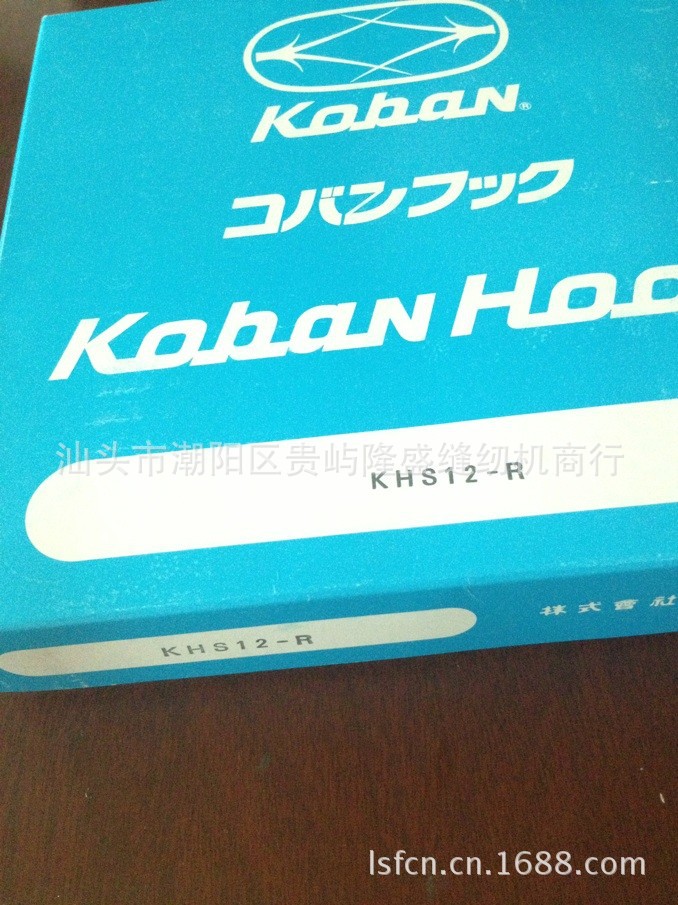 KobaN®
コバンフック
KobaN Hoo
汕头市潮阳区贵屿隆盛缝纫机商行
KHS12-R
KHS12-R
株式会社
lsfcn.cn.1688.com